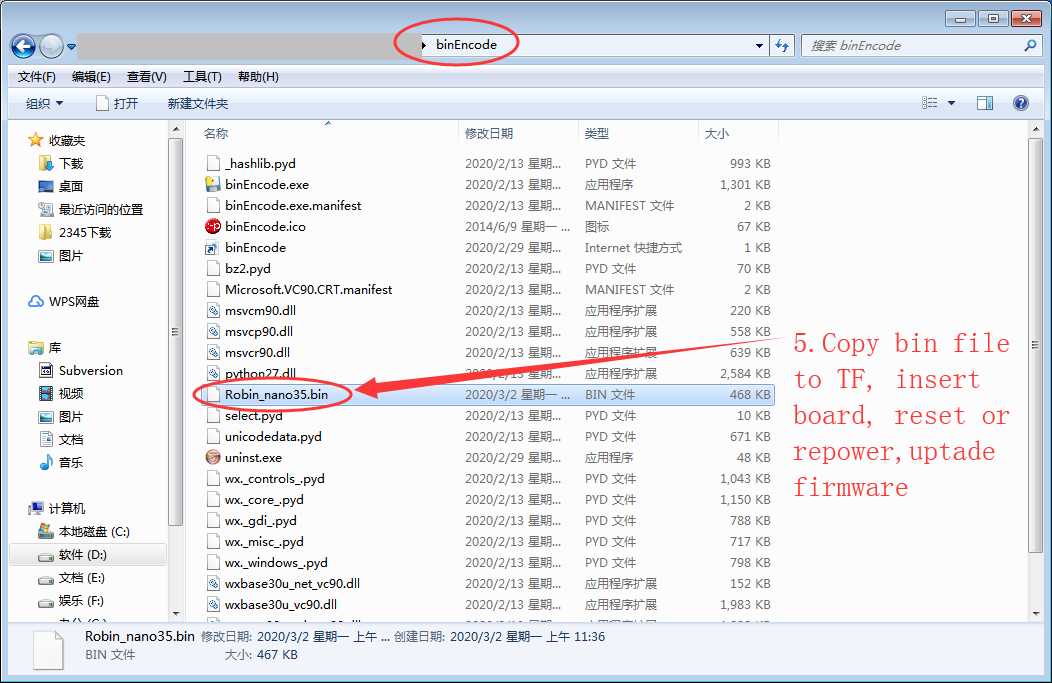 binEncode
搜索 binEncode
文件(F) 编辑(E) 查看(V) 工具(T) 帮助(H)
组织 打开 新建文件夹
收藏夹
下载
桌面
最近访问的位置
2345下载
图片
WPS网盘
库
Subversion
视频
图片
文档
音乐
计算机
本地磁盘 (C:)
软件 (D:)
文档 (E:)
娱乐 (F:)
名称 修改日期 类型 大小
_hashlib.pyd 2020/2/13 星期... PYD 文件 993 KB
binEncode.exe 2020/2/13 星期... 应用程序 1,301 KB
binEncode.exe.manifest 2020/2/13 星期... MANIFEST 文件 2 KB
binEncode.ico 2014/6/9 星期一 ... 图标 67 KB
binEncode 2020/2/29 星期... Internet 快捷方式 1 KB
bz2.pyd 2020/2/13 星期... PYD 文件 70 KB
Microsoft.VC90.CRT.manifest 2020/2/13 星期... MANIFEST 文件 2 KB
msvcm90.dll 2020/2/13 星期... 应用程序扩展 220 KB
msvcp90.dll 2020/2/13 星期... 应用程序扩展 558 KB
msvcr90.dll 2020/2/13 星期... 应用程序扩展 639 KB
python27.dll 2020/2/13 星期... 应用程序扩展 2,584 KB
Robin_nano35.bin 2020/3/2 星期一 ... BIN 文件 468 KB
select.pyd 2020/2/13 星期... PYD 文件 10 KB
unicodedata.pyd 2020/2/13 星期... PYD 文件 671 KB
uninst.exe 2020/2/29 星期... 应用程序 48 KB
wx._controls_.pyd 2020/2/13 星期... PYD 文件 1,043 KB
wx._core_.pyd 2020/2/13 星期... PYD 文件 1,150 KB
wx._gdi_.pyd 2020/2/13 星期... PYD 文件 788 KB
wx._misc_.pyd 2020/2/13 星期... PYD 文件 717 KB
wx._windows_.pyd 2020/2/13 星期... PYD 文件 798 KB
wxbase30u_net_vc90.dll 2020/2/13 星期... 应用程序扩展 152 KB
wxbase30u_vc90.dll 2020/2/13 星期... 应用程序扩展 1,983 KB
5.Copy bin file
to TF, insert
board, reset or
repower,uptade
firmware
Robin_nano35.bin 修改日期: 2020/3/2 星期一 上午 ... 创建日期: 2020/3/2 星期一 上午 11:36
BIN 文件 大小: 467 KB